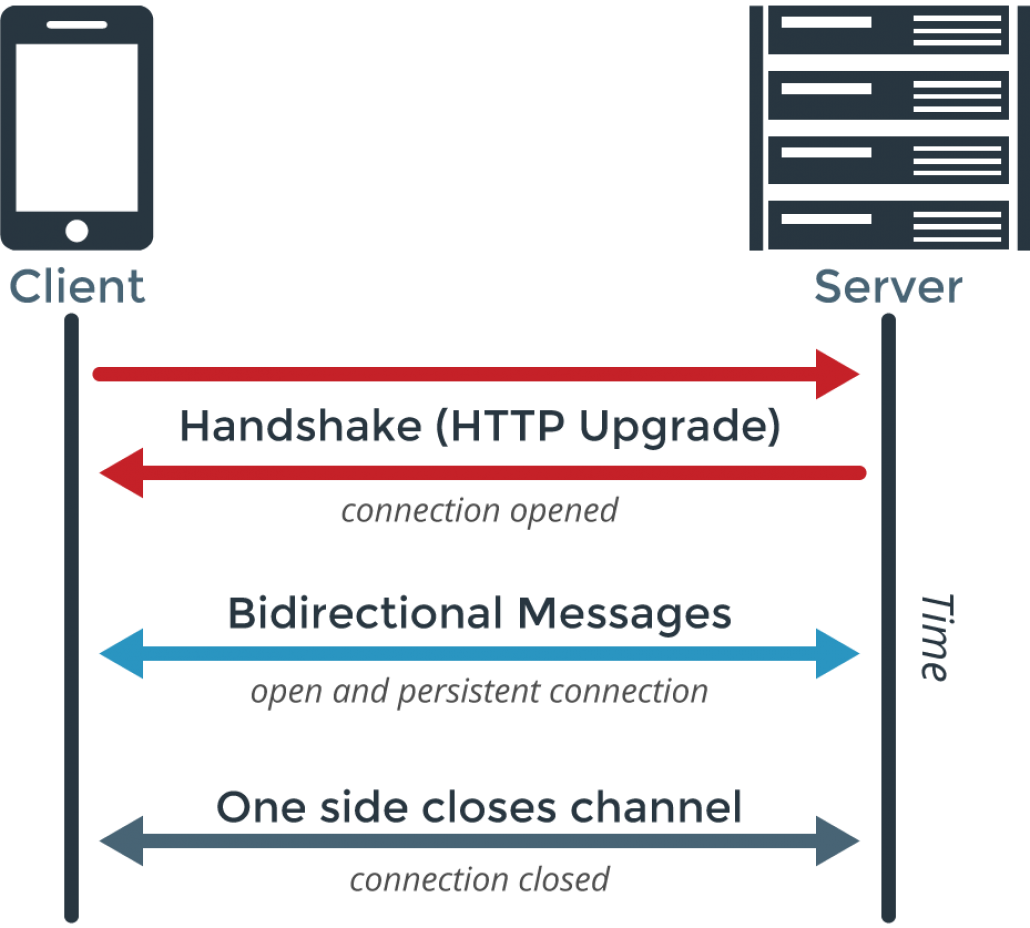 Client
Server
Handshake (HTTP Upgrade)
connection opened
Bidirectional Messages
open and persistent connection
Time
One side closes channel
connection closed